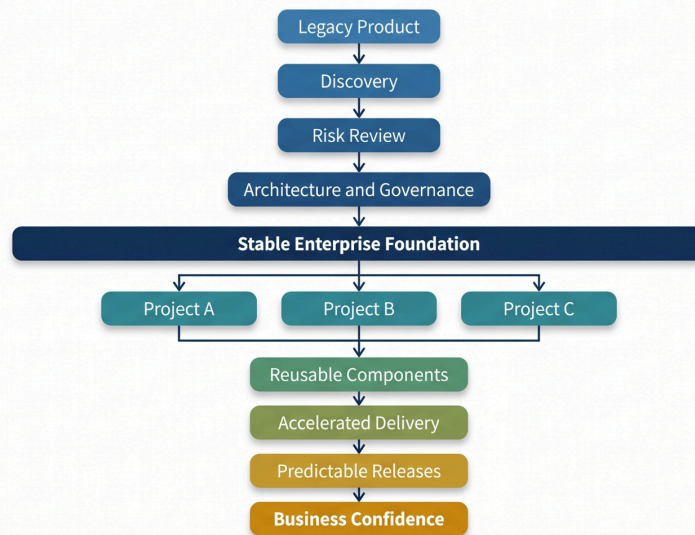 Legacy Product
Discovery
Risk Review
Architecture and Governance
Stable Enterprise Foundation
Project A
Project B
Project C
Reusable Components
Accelerated Delivery
Predictable Releases
Business Confidence